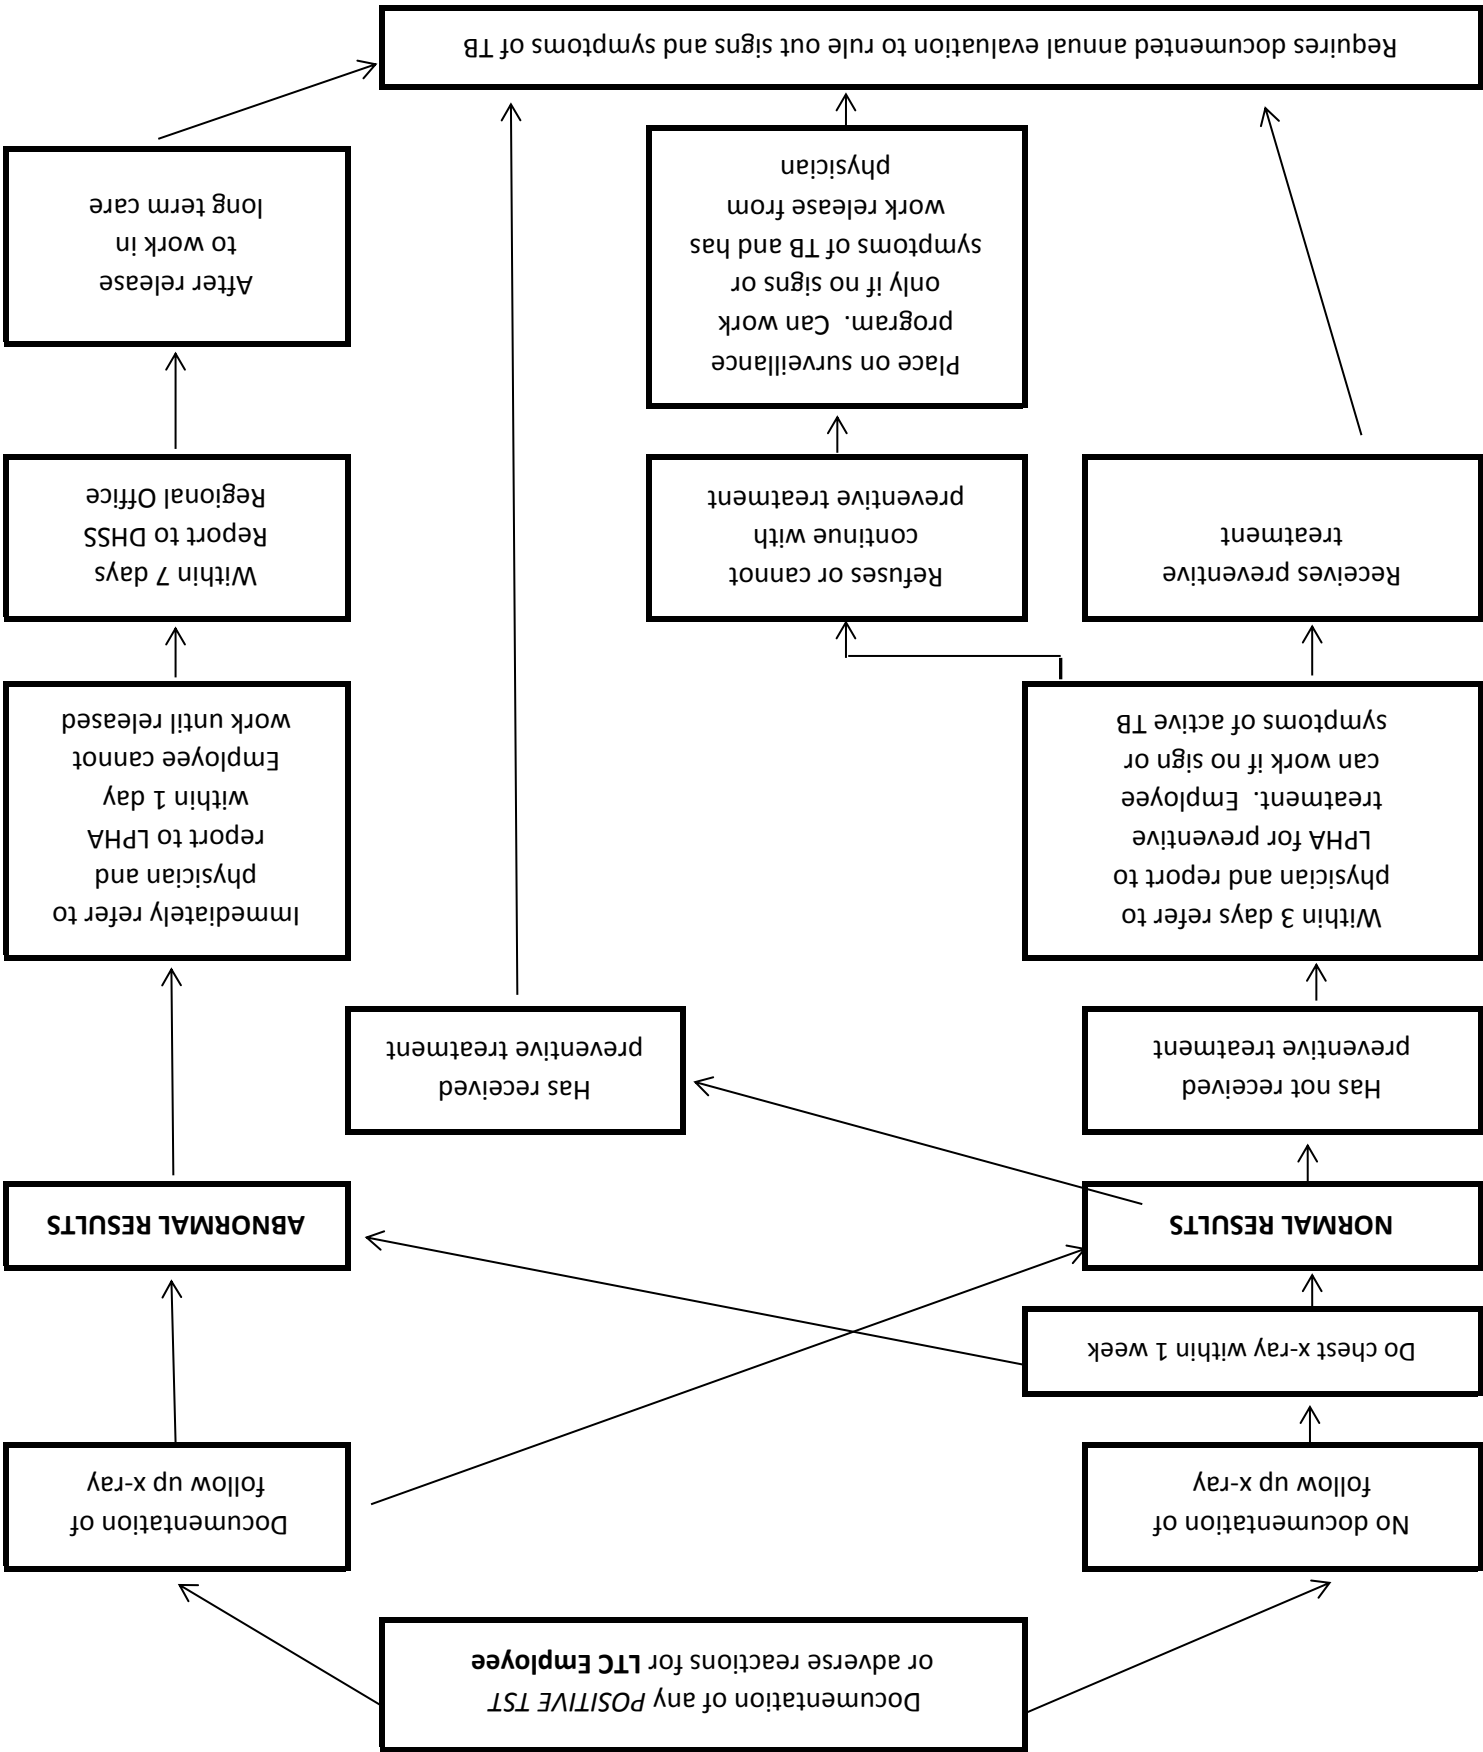 Documentation of any POSITIVE TST
or adverse reactions for LTC Employee
No documentation of
follow up x-ray
Documentation of
follow up x-ray
Do chest x-ray within 1 week
NORMAL RESULTS
ABNORMAL RESULTS
Has not received
preventive treatment
Has received
preventive treatment
Within 3 days refer to
physician and report to
LPHA for preventive
treatment. Employee
can work if no sign or
symptoms of active TB
Immediately refer to
physician and
report to LPHA
within 1 day
Employee cannot
work until released
Receives preventive
treatment
Refuses or cannot
continue with
preventive treatment
Within 7 days
Report to DHSS
Regional Office
Place on surveillance
program. Can work
only if no signs or
symptoms of TB and has
work release from
physician
After release
to work in
long term care
Requires documented annual evaluation to rule out signs and symptoms of TB